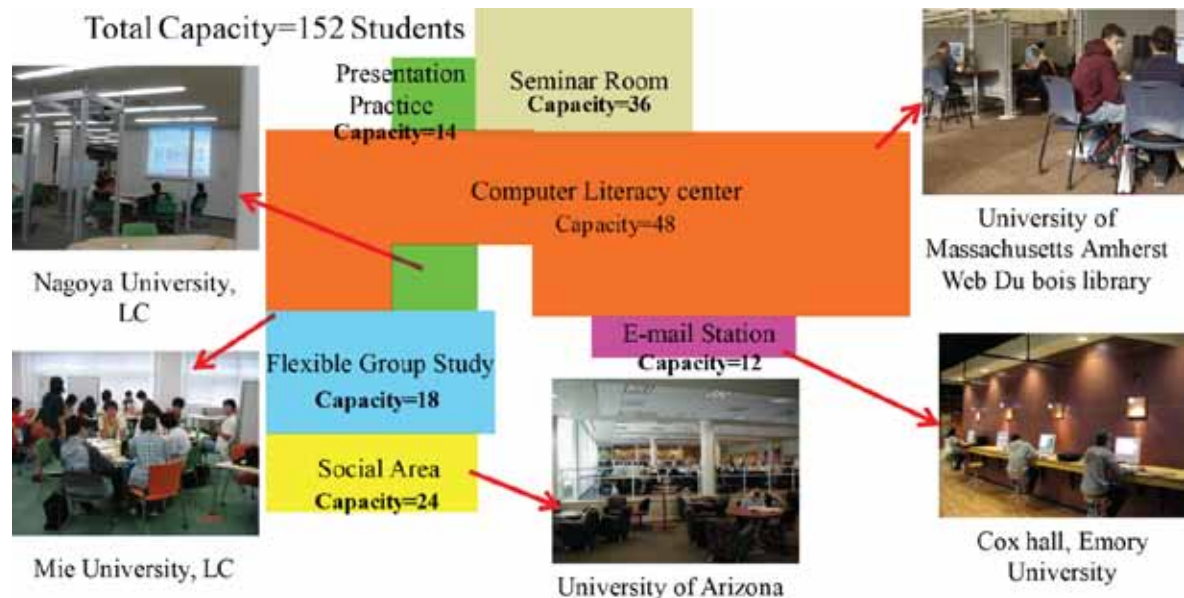 Total Capacity=152 Students
Presentation
Practice
Capacity=14
Seminar Room
Capacity=36
Computer Literacy center
Capacity=48
University of
Massachusetts Amherst
Web Du bois library
Nagoya University,
LC
E-mail Station
Capacity=12
Flexible Group Study
Capacity=18
Social Area
Capacity=24
Mie University, LC
University of Arizona
Cox hall, Emory
University